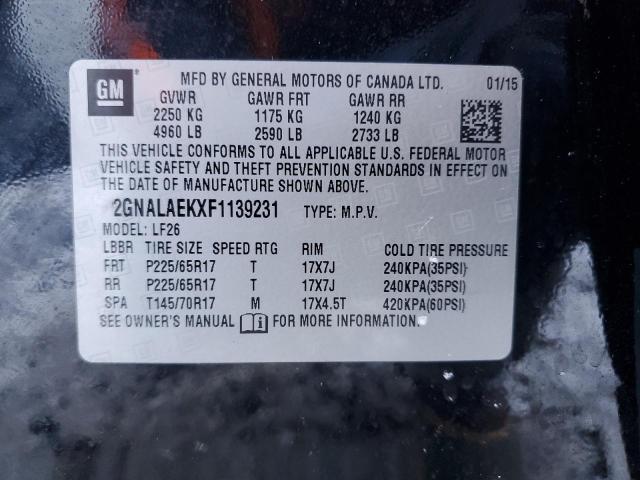 GM MFD BY GENERAL MOTORS OF CANADA LTD. 01/15
GVWR GAWR FRT GAWR RR
2250 KG 1175 KG 1240 KG
4960 LB 2590 LB 2733 LB
THIS VEHICLE CONFORMS TO ALL APPLICABLE U.S. FEDERAL MOTOR
VEHICLE SAFETY AND THEFT PREVENTION STANDARDS IN EFFECT ON
THE DATE OF MANUFACTURE SHOWN ABOVE.
2GNALAEKXF1139231 TYPE: M.P.V.
MODEL: LF26
LBBR TIRE SIZE SPEED RTG RIM COLD TIRE PRESSURE
FRT P225/65R17 T 17X7J 240KPA(35PSI)
RR P225/65R17 T 17X7J 240KPA(35PSI)
SPA T145/70R17 M 17X4.5T 420KPA(60PSI)
SEE OWNER'S MANUAL i FOR MORE INFORMATION.